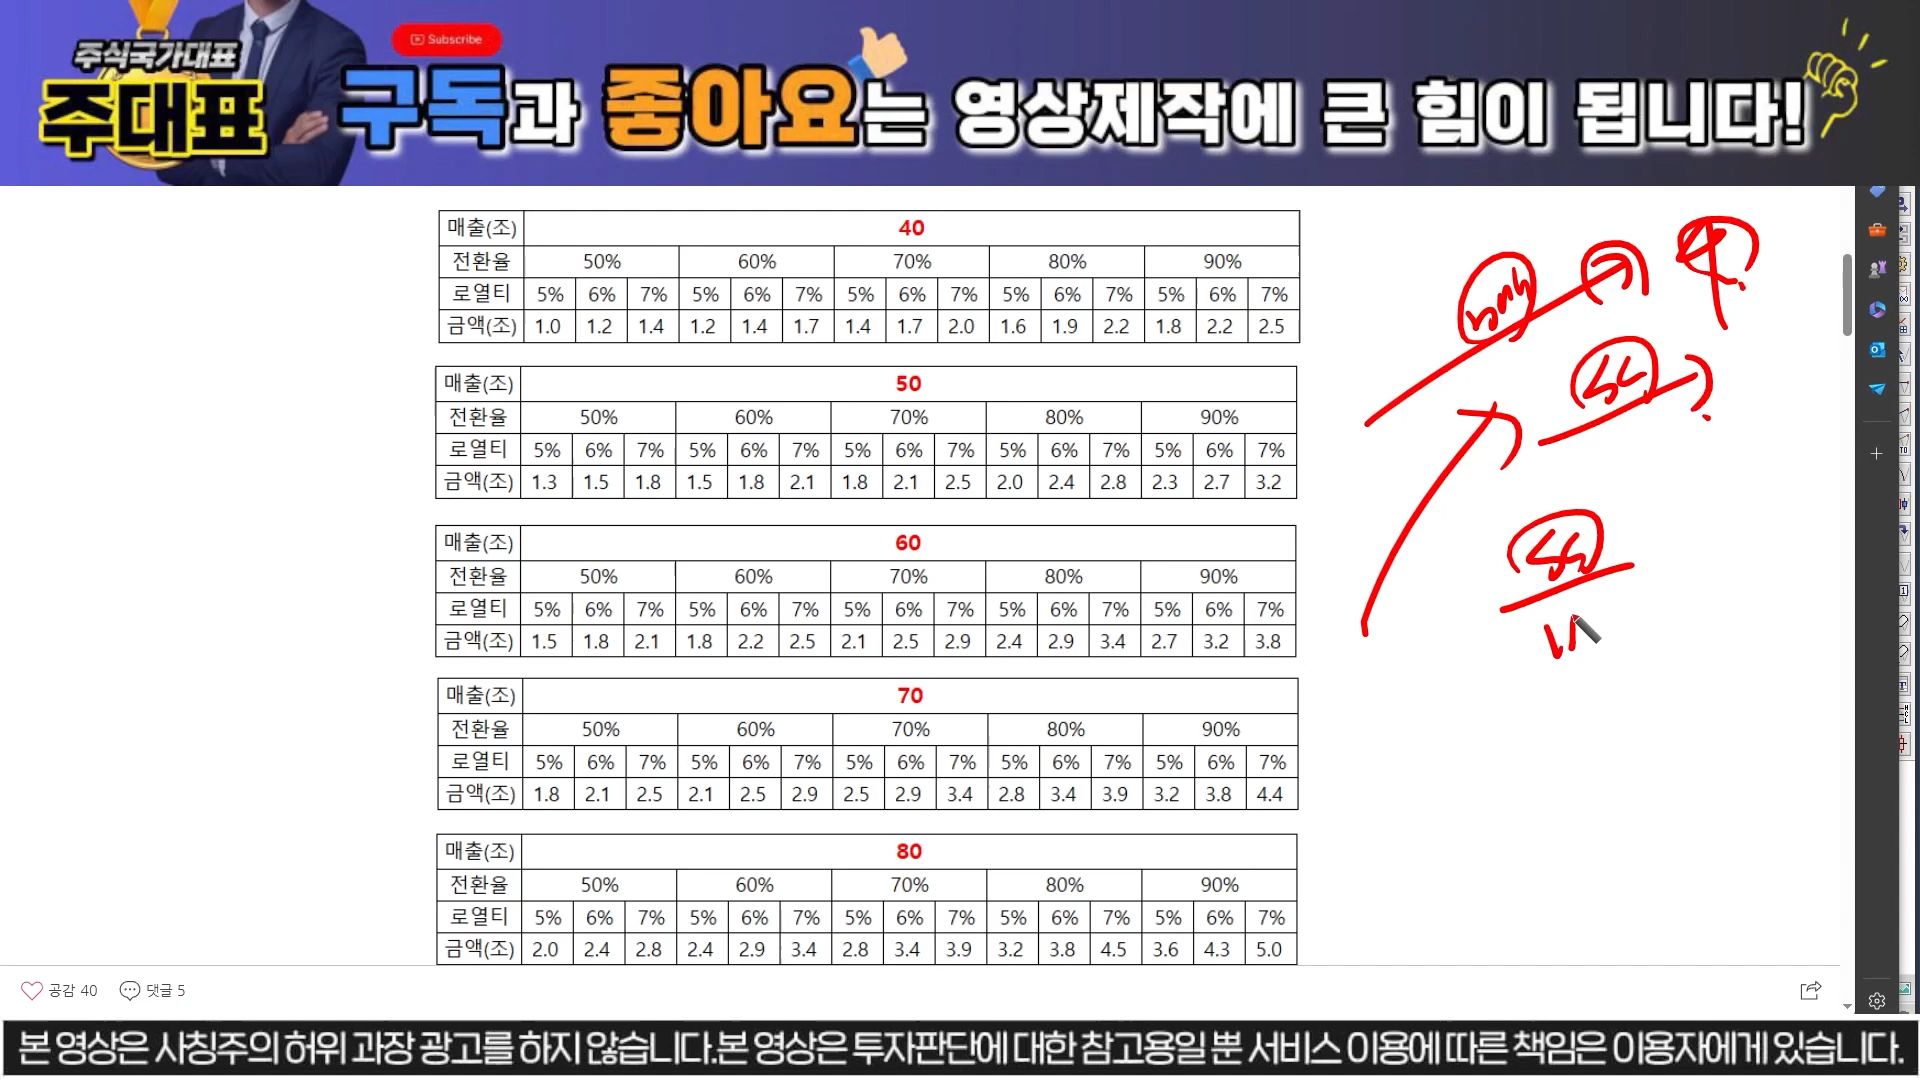 주식국가대표
주대표
Subscribe
구독과 좋아요는 영상제작에 큰 힘이 됩니다!
매출(조) 40
전환율 50% 60% 70% 80% 90%
로열티 5% 6% 7% 5% 6% 7% 5% 6% 7% 5% 6% 7% 5% 6% 7%
금액(조) 1.0 1.2 1.4 1.2 1.4 1.7 1.4 1.7 2.0 1.6 1.9 2.2 1.8 2.2 2.5
매출(조) 50
전환율 50% 60% 70% 80% 90%
로열티 5% 6% 7% 5% 6% 7% 5% 6% 7% 5% 6% 7% 5% 6% 7%
금액(조) 1.3 1.5 1.8 1.5 1.8 2.1 1.8 2.1 2.5 2.0 2.4 2.8 2.3 2.7 3.2
매출(조) 60
전환율 50% 60% 70% 80% 90%
로열티 5% 6% 7% 5% 6% 7% 5% 6% 7% 5% 6% 7% 5% 6% 7%
금액(조) 1.5 1.8 2.1 1.8 2.2 2.5 2.1 2.5 2.9 2.4 2.9 3.4 2.7 3.2 3.8
매출(조) 70
전환율 50% 60% 70% 80% 90%
로열티 5% 6% 7% 5% 6% 7% 5% 6% 7% 5% 6% 7% 5% 6% 7%
금액(조) 1.8 2.1 2.5 2.1 2.5 2.9 2.5 2.9 3.4 2.8 3.4 3.9 3.2 3.8 4.4
매출(조) 80
전환율 50% 60% 70% 80% 90%
로열티 5% 6% 7% 5% 6% 7% 5% 6% 7% 5% 6% 7% 5% 6% 7%
금액(조) 2.0 2.4 2.8 2.4 2.9 3.4 2.8 3.4 3.9 3.2 3.8 4.5 3.6 4.3 5.0
공감 40 댓글 5
본 영상은 사칭주의 허위 과장 광고를 하지 않습니다.본 영상은 투자판단에 대한 참고용일 뿐 서비스 이용에 따른 책임은 이용자에게 있습니다.